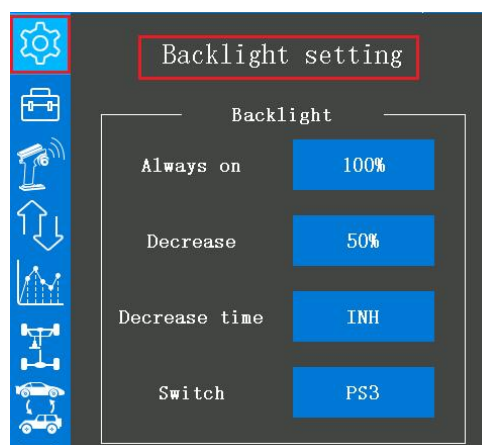 Backlight setting
Backlight
Always on 100%
Decrease 50%
Decrease time INH
Switch PS3